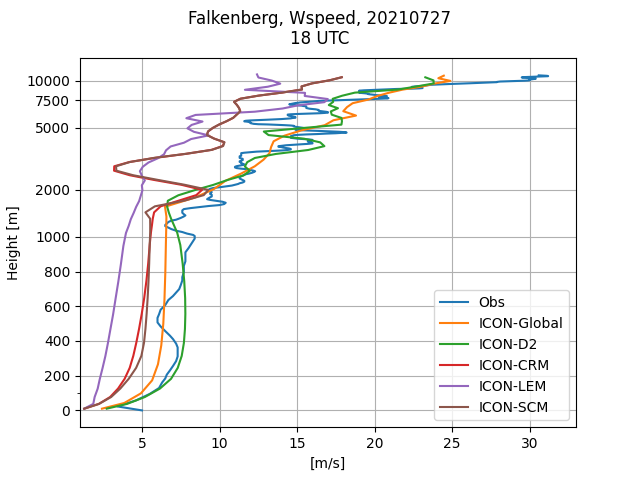 Falkenberg, Wspeed, 20210727
18 UTC
10000
7500
5000
2000
1000
800
600
400
200
0
Height [m]
5
10
15
20
25
30
[m/s]
Obs
ICON-Global
ICON-D2
ICON-CRM
ICON-LEM
ICON-SCM